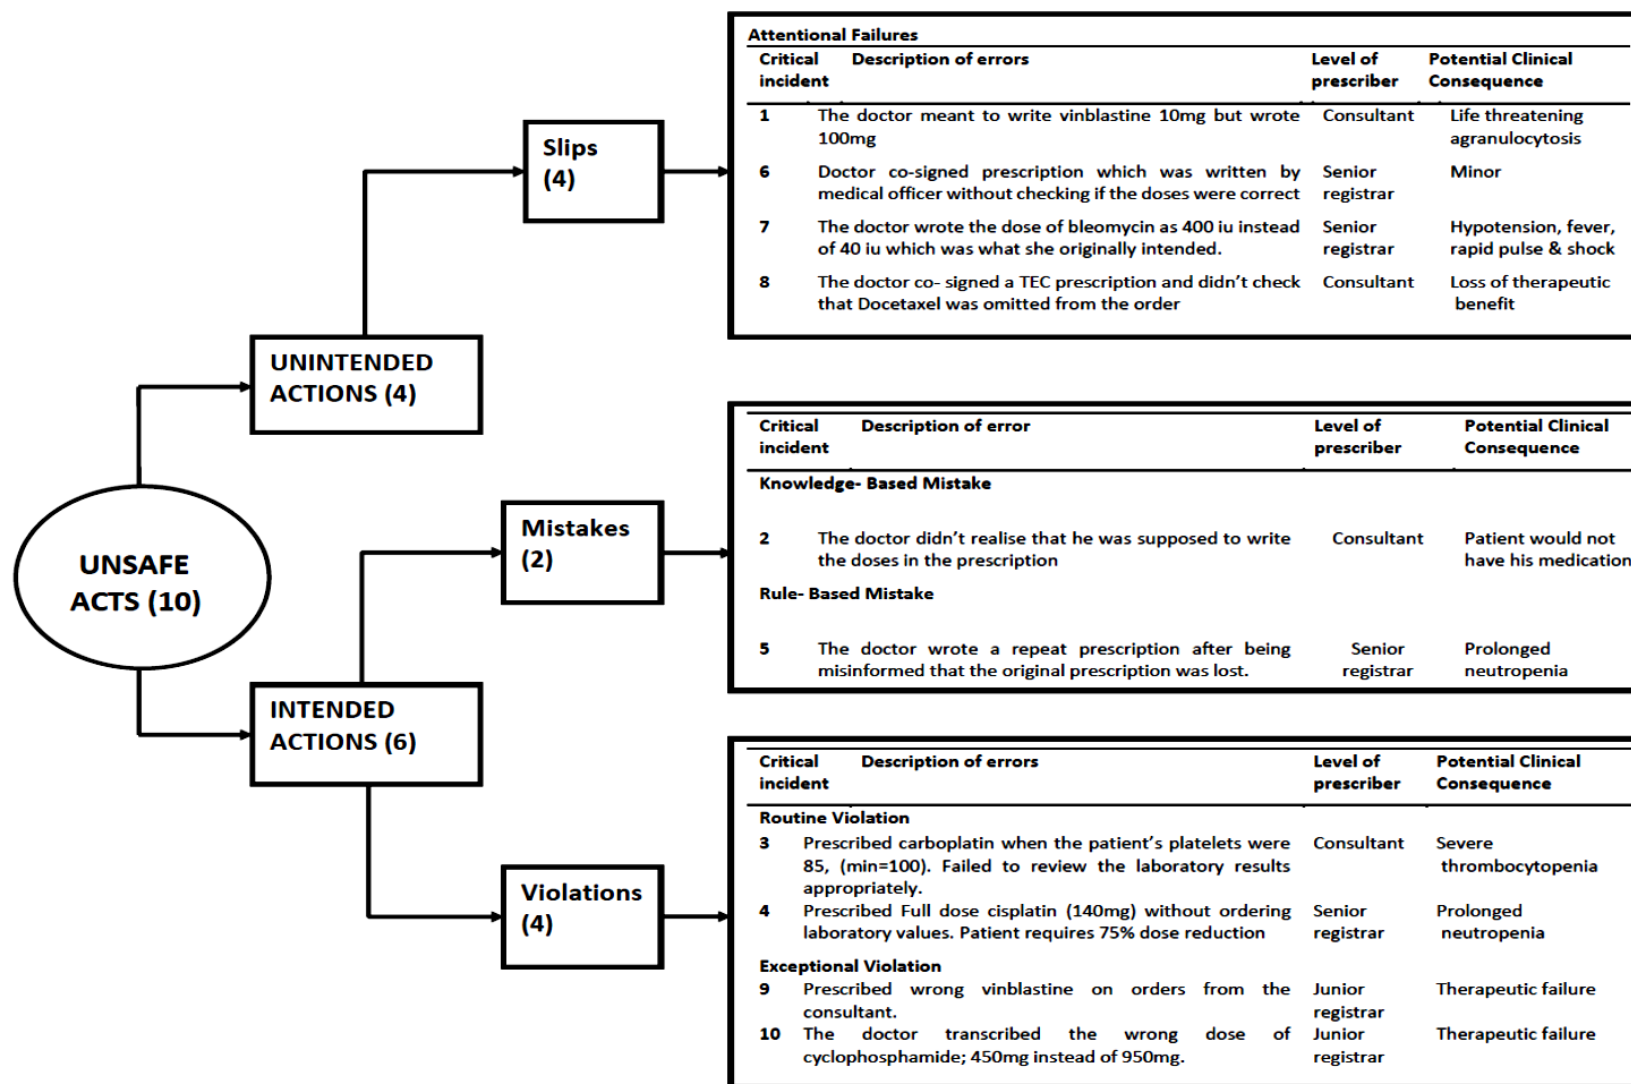 UNSAFE
ACTS (10)
UNINTENDED
ACTIONS (4)
INTENDED
ACTIONS (6)
Slips
(4)
Mistakes
(2)
Violations
(4)
Attentional Failures
Critical incident Description of errors Level of prescriber Potential Clinical Consequence
1 The doctor meant to write vinblastine 10mg but wrote Consultant Life threatening
100mg agranulocytosis
6 Doctor co-signed prescription which was written by Senior Minor
medical officer without checking if the doses were correct registrar
7 The doctor wrote the dose of bleomycin as 400 iu instead Senior Hypotension, fever,
of 40 iu which was what she originally intended. registrar rapid pulse & shock
8 The doctor co- signed a TEC prescription and didn't check Consultant Loss of therapeutic
that Docetaxel was omitted from the order benefit
Critical Description of error Level of Potential Clinical
incident prescriber Consequence
Knowledge- Based Mistake
2 The doctor didn't realise that he was supposed to write Consultant Patient would not
the doses in the prescription have his medication
Rule- Based Mistake
5 The doctor wrote a repeat prescription after being Senior Prolonged
misinformed that the original prescription was lost. registrar neutropenia
Critical Description of errors Level of Potential Clinical
incident prescriber Consequence
Routine Violation
3 Prescribed carboplatin when the patient's platelets were Consultant Severe
85, (min=100). Failed to review the laboratory results thrombocytopenia
appropriately.
4 Prescribed Full dose cisplatin (140mg) without ordering Senior Prolonged
laboratory values. Patient requires 75% dose reduction registrar neutropenia
Exceptional Violation
9 Prescribed wrong vinblastine on orders from the Junior Therapeutic failure
consultant. registrar
10 The doctor transcribed the wrong dose of Junior Therapeutic failure
cyclophosphamide; 450mg instead of 950mg. registrar